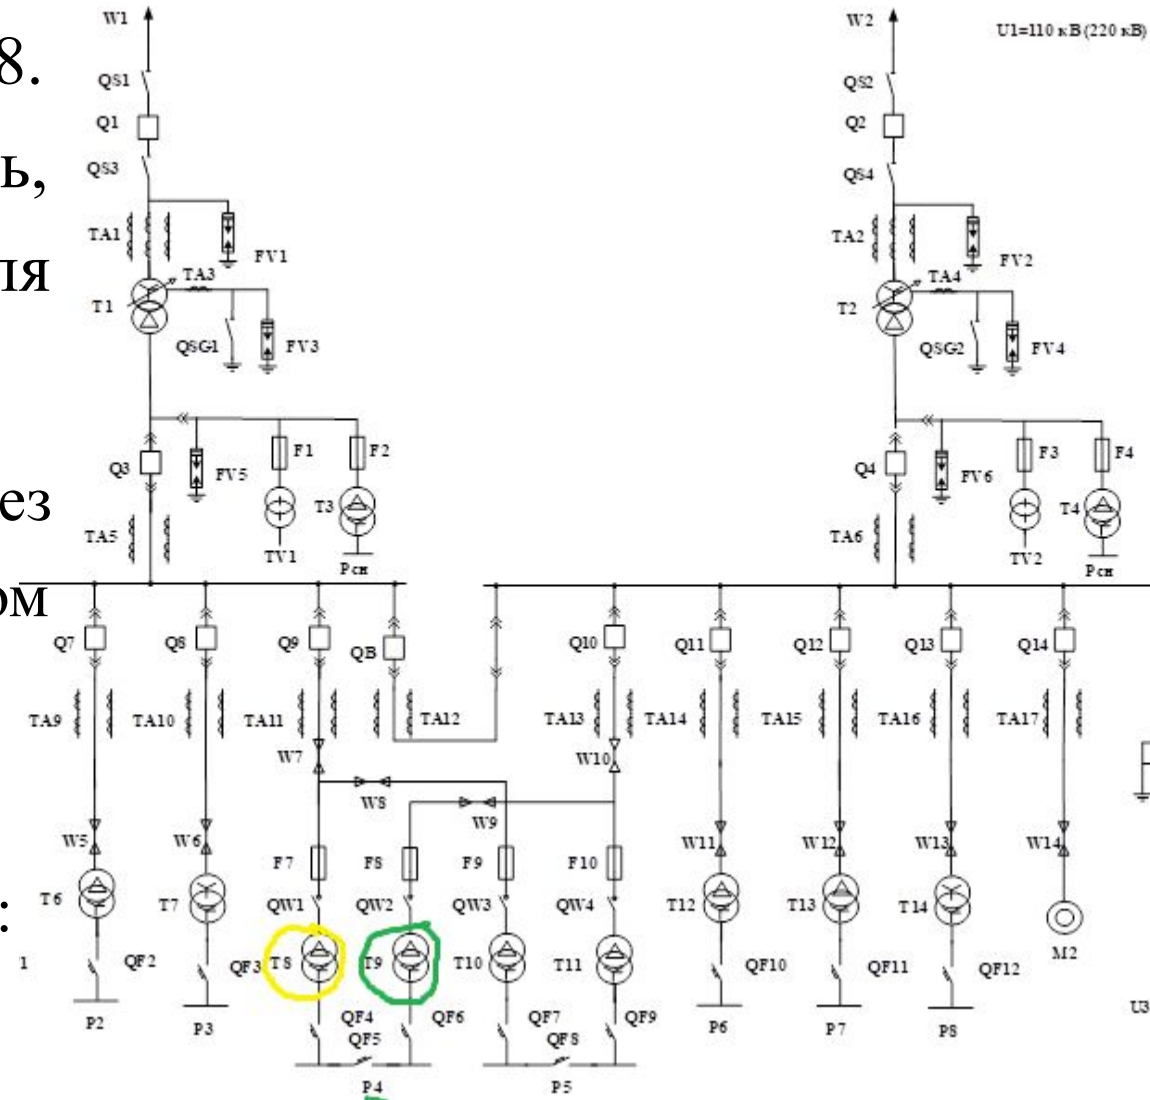 W1
W2
U1=110 кВ (220 кВ)
8.
QS1
QS2
Q1
Q2
ь,
QS3
QS4
TA1
FV1
TA2
FV2
ля
TA3
TA4
T1
T2
QSG1
FV3
QSG2
FV4
Q3
FV5
F1
F2
Q4
FV6
F3
F4
ез
T3
T4
TA5
TV1
TA6
TV2
Рсн
Рсн
ом
Q7
Q8
Q9
QB
Q10
Q11
Q12
Q13
Q14
TA9
TA10
TA11
TA12
TA13
TA14
TA15
TA16
TA17
W7
W10
W8
W9
W5
W6
W11
W12
W13
W14
F7
F8
F9
F10
T6
T7
QW1
QW2
QW3
QW4
T12
T13
T14
:
1
QF2
QF3
T8
T9
T10
T11
QF10
QF11
QF12
M2
P2
P3
QF4
QF5
QF6
QF7
QF8
QF9
P6
P7
P8
U3
P4
P5